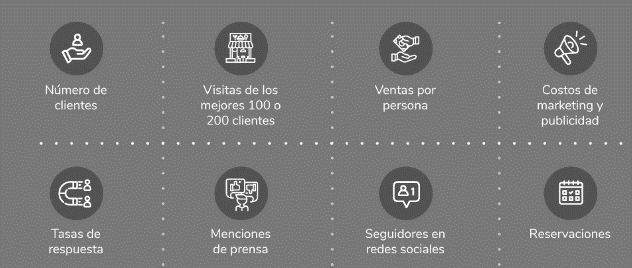 Número de
clientes
Visitas de los
mejores 100 o
200 clientes
Ventas por
persona
Costos de
marketing y
publicidad
Tasas de
respuesta
Menciones
de prensa
1
Seguidores en
redes sociales
Reservaciones